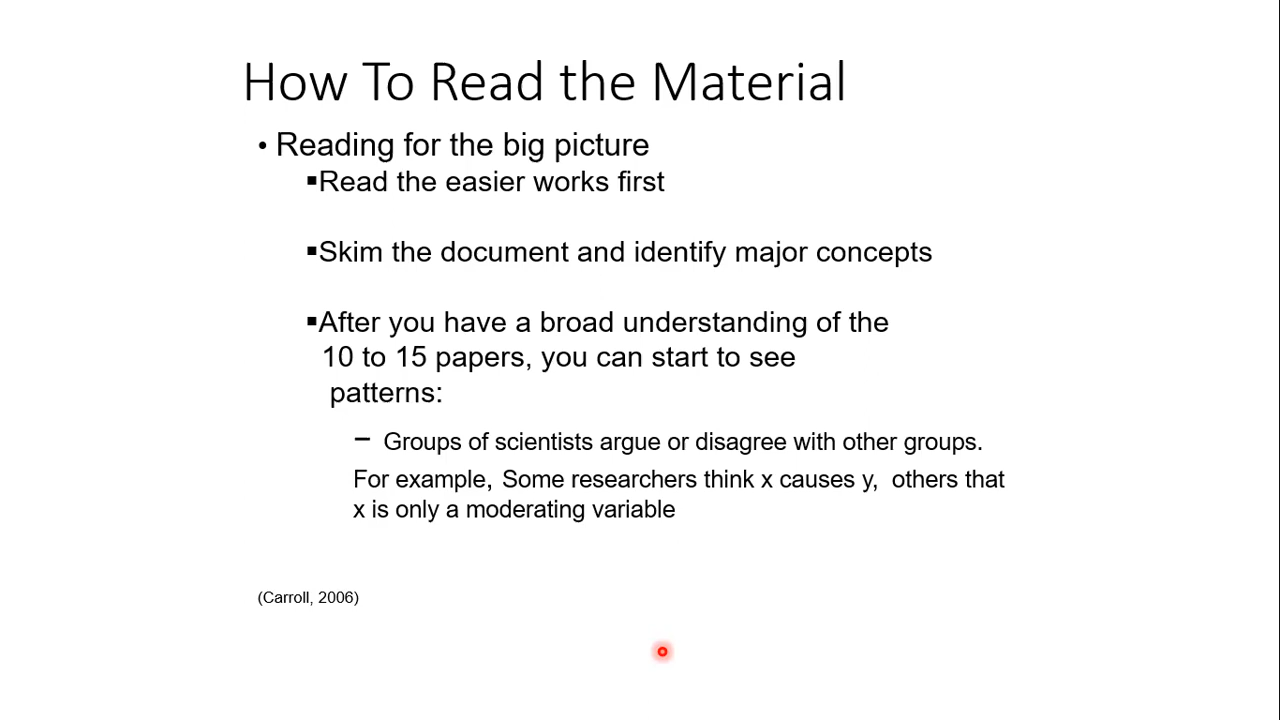 How To Read the Material
• Reading for the big picture
▪Read the easier works first
▪Skim the document and identify major concepts
▪After you have a broad understanding of the
10 to 15 papers, you can start to see
patterns:
– Groups of scientists argue or disagree with other groups.
For example, Some researchers think x causes y, others that
x is only a moderating variable
(Carroll, 2006)